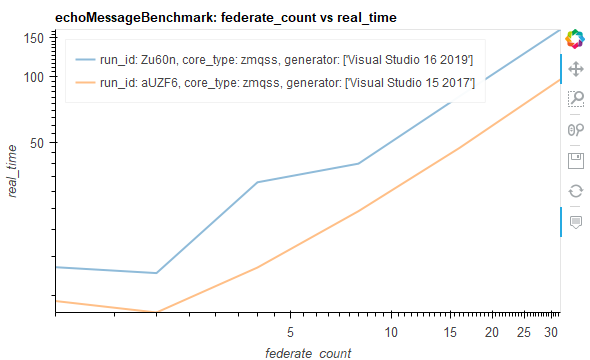 echoMessageBenchmark: federate_count vs real_time
run_id: Zu60n, core_type: zmqss, generator: ['Visual Studio 16 2019']
run_id: aUZF6, core_type: zmqss, generator: ['Visual Studio 15 2017']
150
100
50
real_time
5 10 15 20 25 30
federate_count